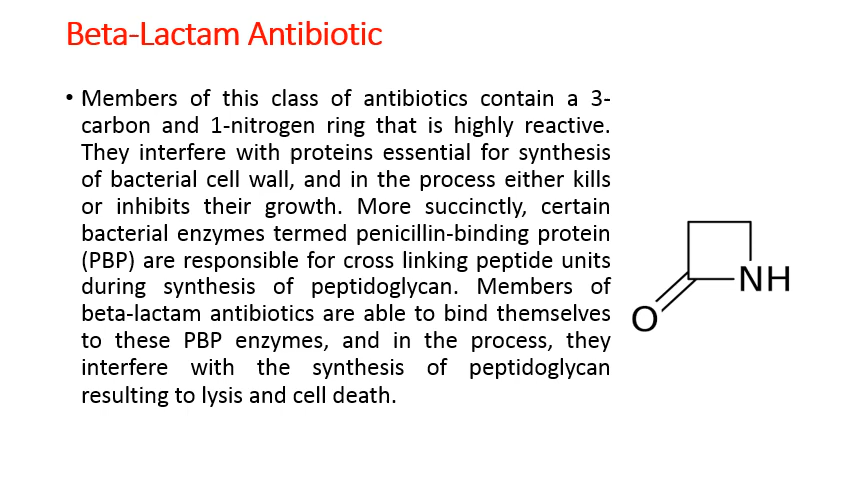 Beta-Lactam Antibiotic
• Members of this class of antibiotics contain a 3-
carbon and 1-nitrogen ring that is highly reactive.
They interfere with proteins essential for synthesis
of bacterial cell wall, and in the process either kills
or inhibits their growth. More succinctly, certain
bacterial enzymes termed penicillin-binding protein
(PBP) are responsible for cross linking peptide units
during synthesis of peptidoglycan. Members of
beta-lactam antibiotics are able to bind themselves
to these PBP enzymes, and in the process, they
interfere with the synthesis of peptidoglycan
resulting to lysis and cell death.
NH
O